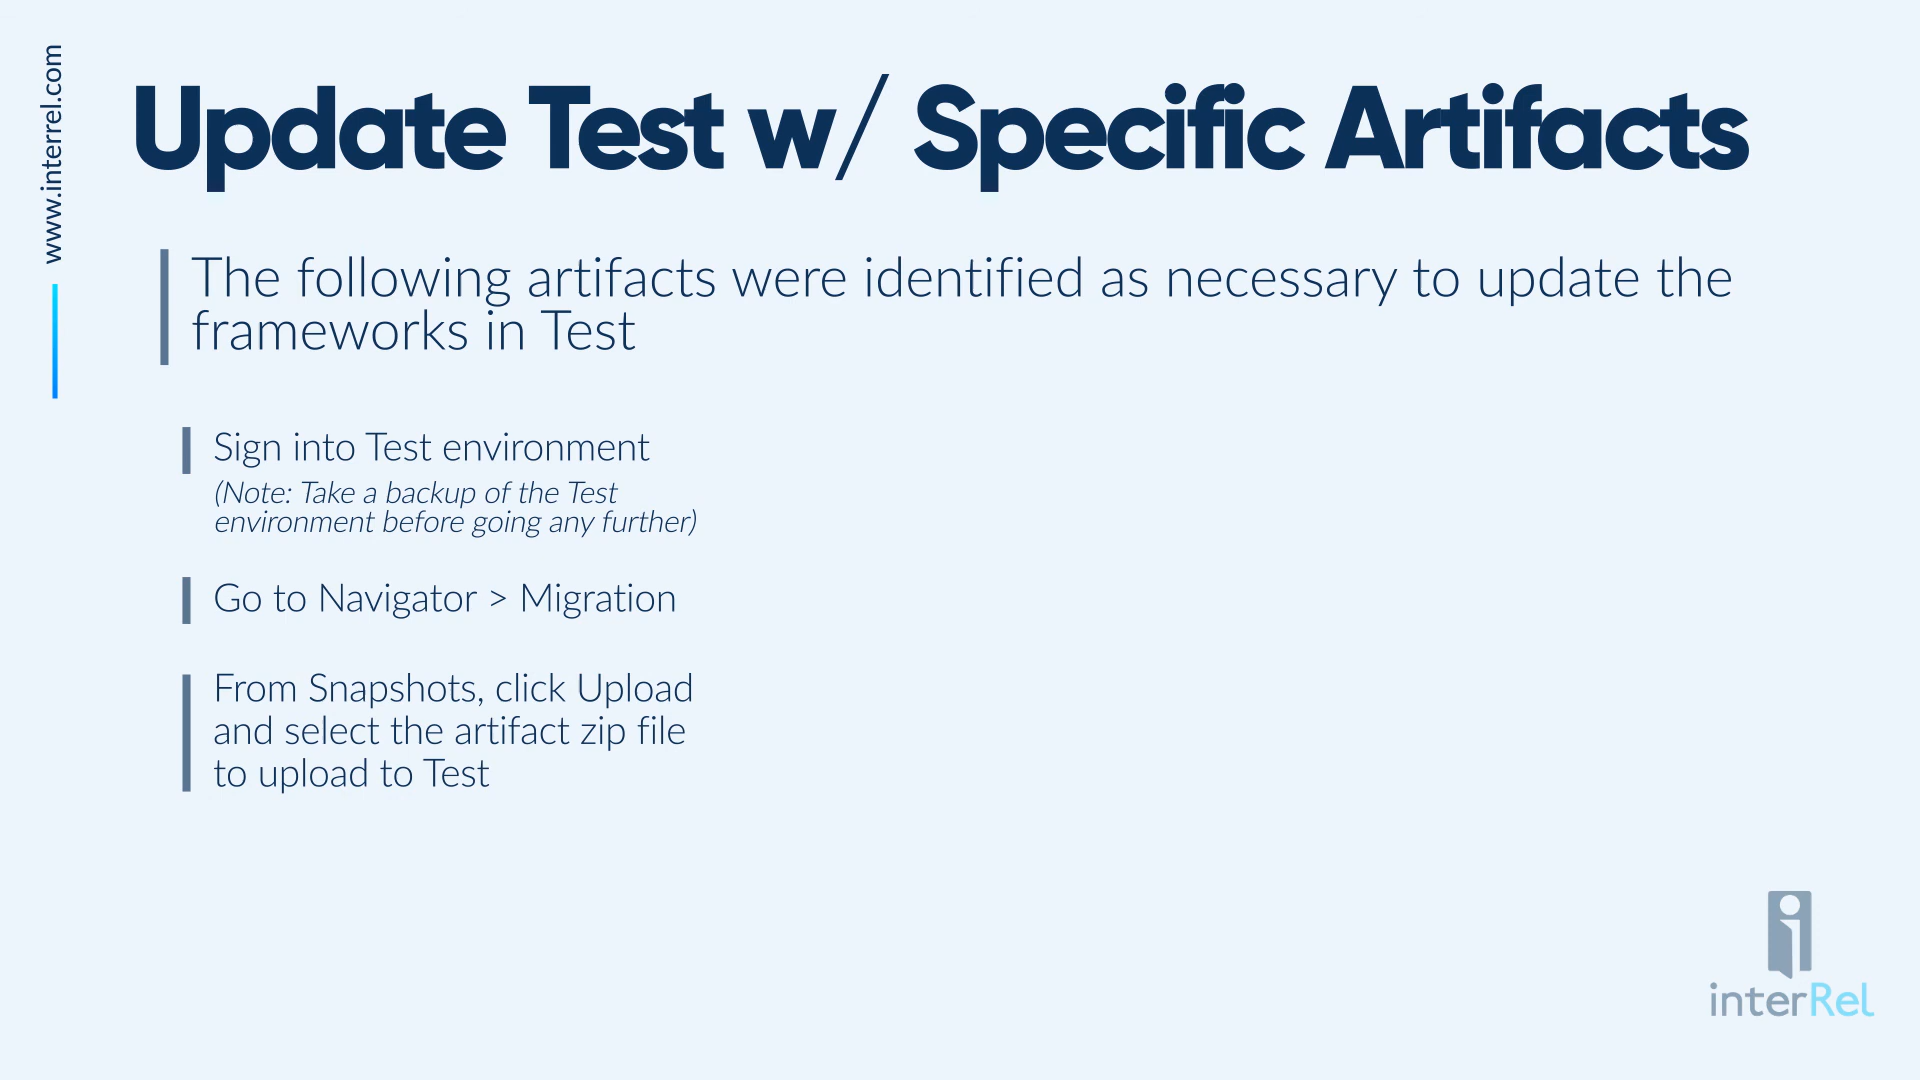 www.interrel.com
Update Test w/ Specific Artifacts
The following artifacts were identified as necessary to update the
frameworks in Test
Sign into Test environment
(Note: Take a backup of the Test
environment before going any further)
Go to Navigator > Migration
From Snapshots, click Upload
and select the artifact zip file
to upload to Test
interRel